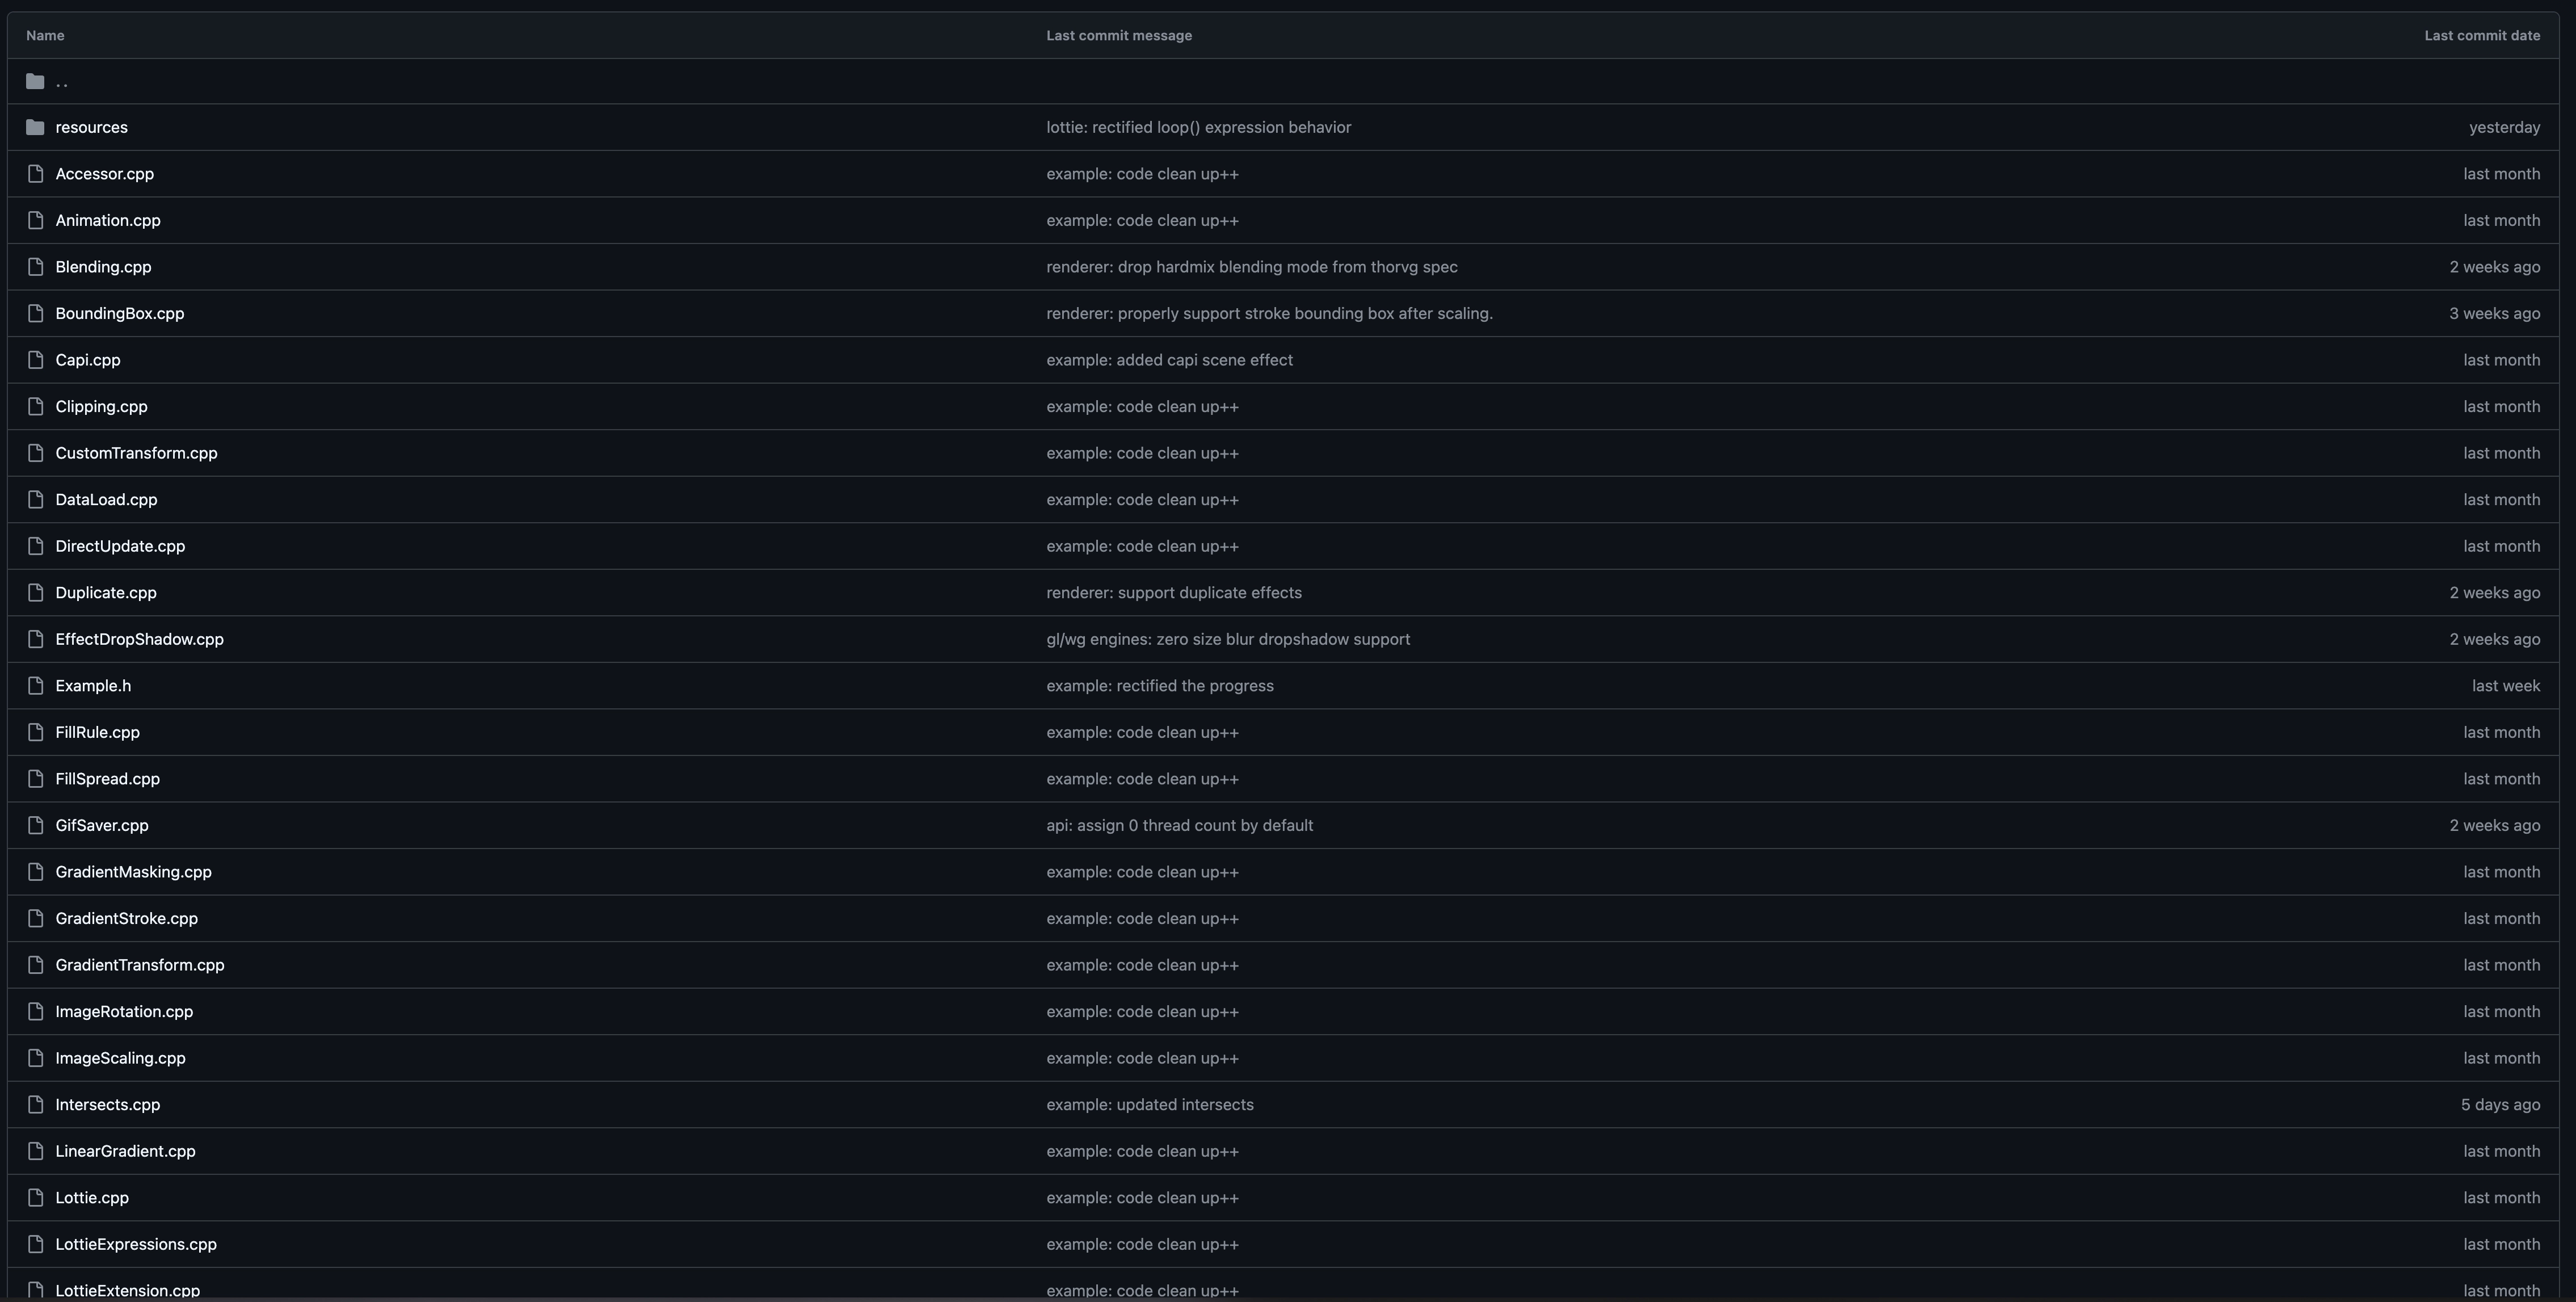 Name Last commit message Last commit date
..
resources lottie: rectified loop() expression behavior yesterday
Accessor.cpp example: code clean up++ last month
Animation.cpp example: code clean up++ last month
Blending.cpp renderer: drop hardmix blending mode from thorvg spec 2 weeks ago
BoundingBox.cpp renderer: properly support stroke bounding box after scaling. 3 weeks ago
Capi.cpp example: added capi scene effect last month
Clipping.cpp example: code clean up++ last month
CustomTransform.cpp example: code clean up++ last month
DataLoad.cpp example: code clean up++ last month
DirectUpdate.cpp example: code clean up++ last month
Duplicate.cpp renderer: support duplicate effects 2 weeks ago
EffectDropShadow.cpp gl/wg engines: zero size blur dropshadow support 2 weeks ago
Example.h example: rectified the progress last week
FillRule.cpp example: code clean up++ last month
FillSpread.cpp example: code clean up++ last month
GifSaver.cpp api: assign 0 thread count by default 2 weeks ago
GradientMasking.cpp example: code clean up++ last month
GradientStroke.cpp example: code clean up++ last month
GradientTransform.cpp example: code clean up++ last month
ImageRotation.cpp example: code clean up++ last month
ImageScaling.cpp example: code clean up++ last month
Intersects.cpp example: updated intersects 5 days ago
LinearGradient.cpp example: code clean up++ last month
Lottie.cpp example: code clean up++ last month
LottieExpressions.cpp example: code clean up++ last month
LottieExtension.cpp example: code clean up++ last month